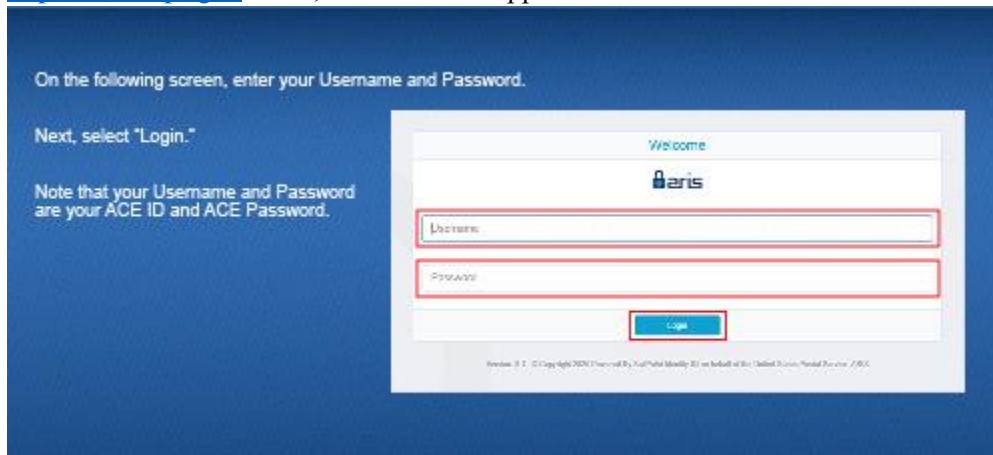 On the following screen, enter your Username and Password.
Next, select "Login."
Note that your Username and Password
are your ACE ID and ACE Password.
Welcome
aris
Username
Password
Login